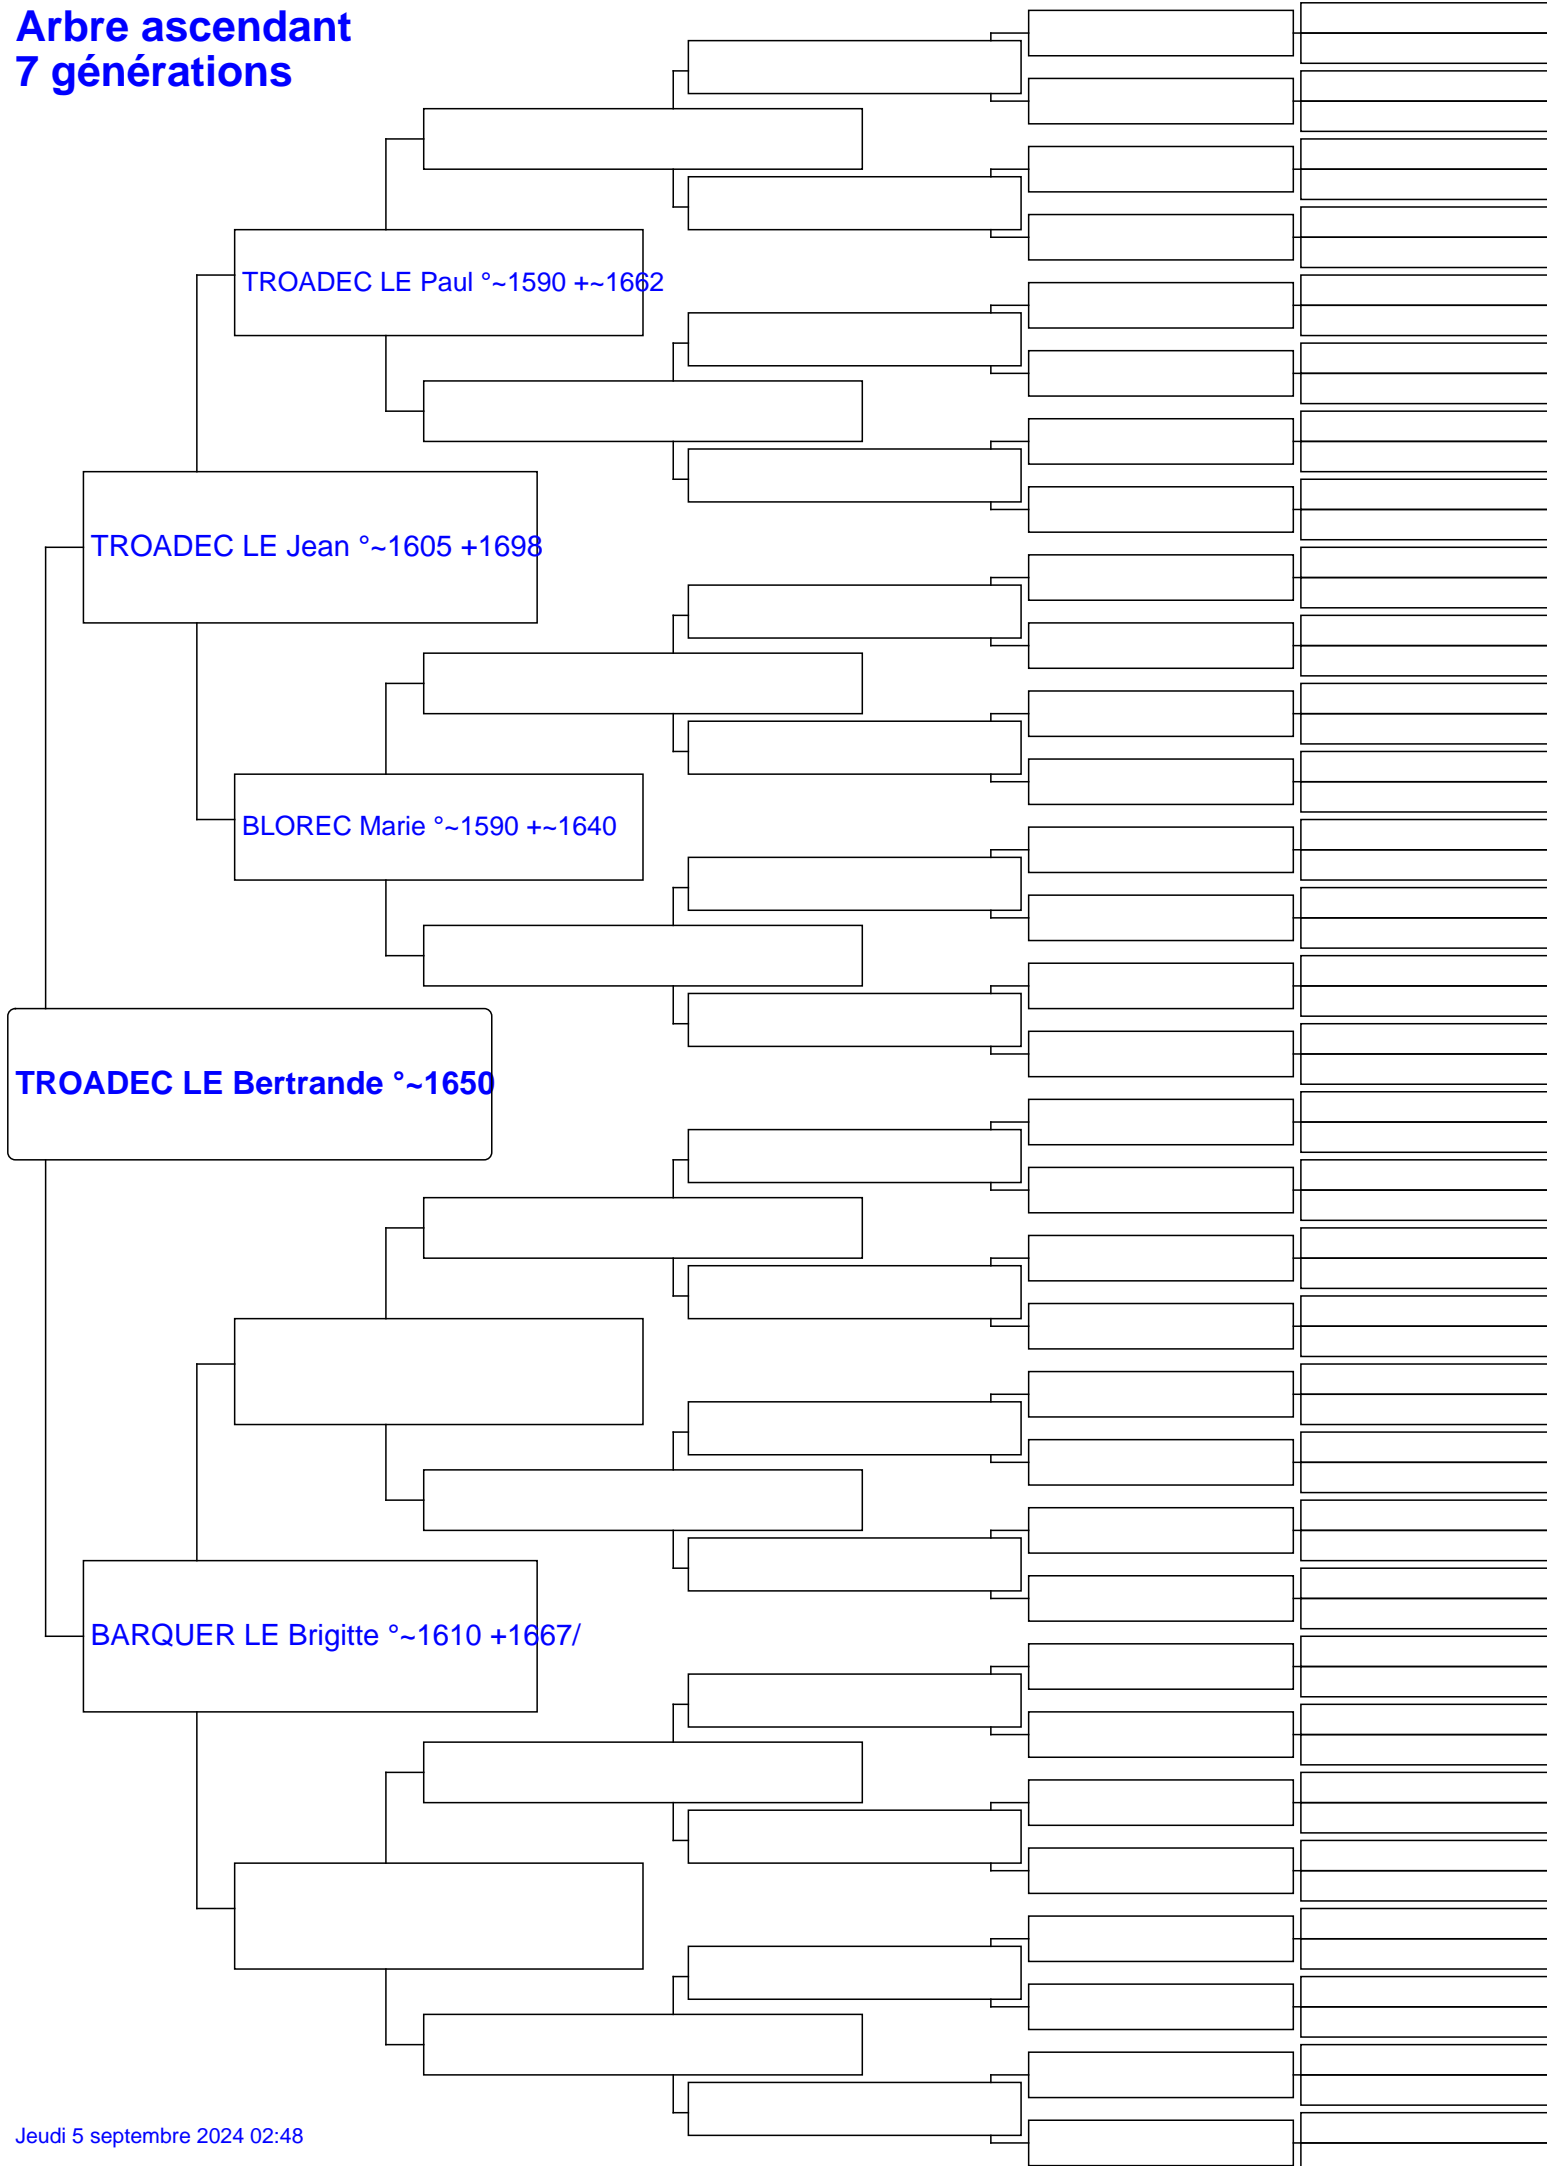 Arbre ascendant
7 générations
TROADEC LE Paul °~1590 +~1662
TROADEC LE Jean °~1605 +1698
BLOREC Marie °~1590 +~1640
TROADEC LE Bertrande °~1650
BARQUER LE Brigitte °~1610 +1667/
Jeudi 5 septembre 2024 02:48